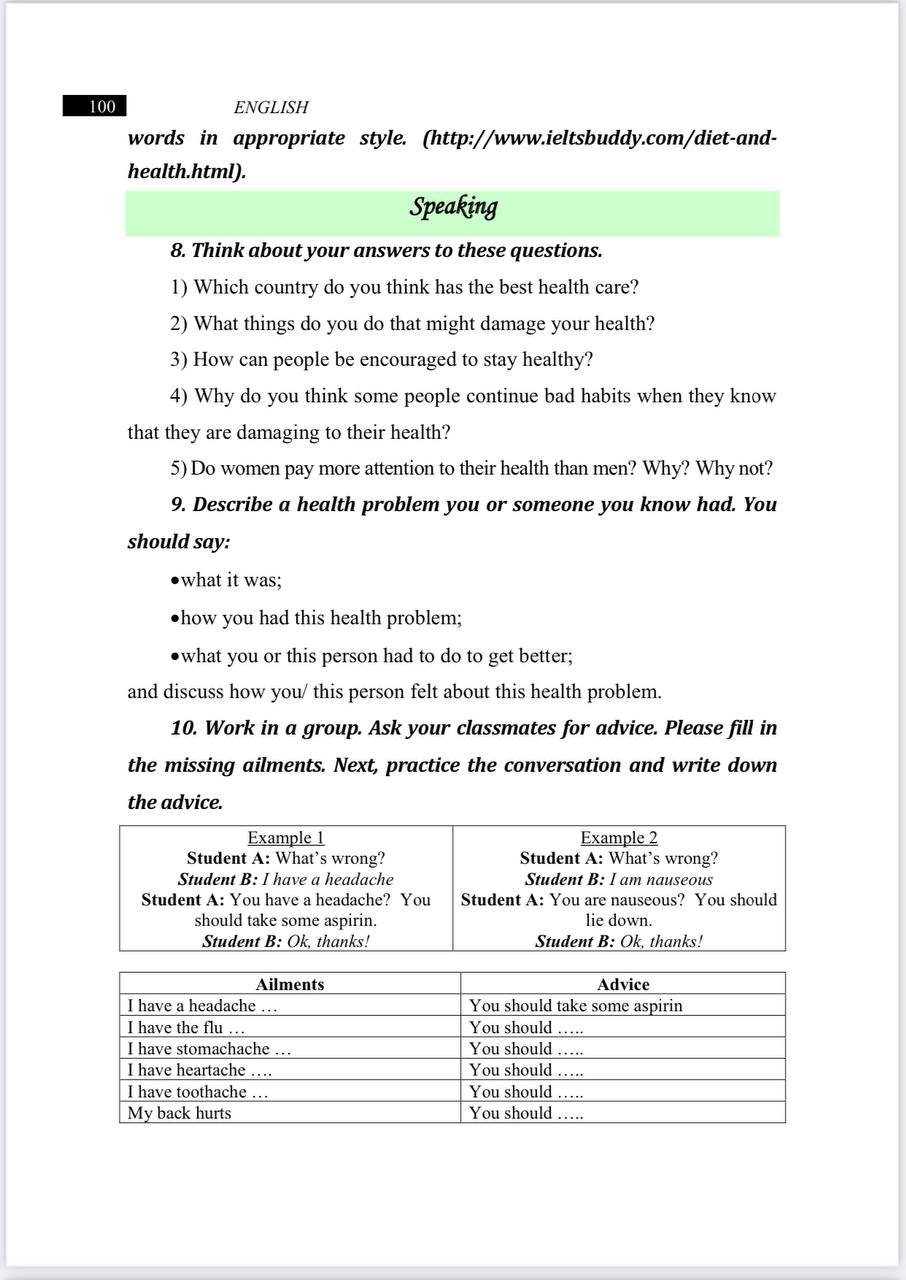 100 ENGLISH
words in appropriate style. (http://www.ieltsbuddy.com/diet-and-
health.html).
Speaking
8. Think about your answers to these questions.
1) Which country do you think has the best health care?
2) What things do you do that might damage your health?
3) How can people be encouraged to stay healthy?
4) Why do you think some people continue bad habits when they know
that they are damaging to their health?
5) Do women pay more attention to their health than men? Why? Why not?
9. Describe a health problem you or someone you know had. You
should say:
•what it was;
•how you had this health problem;
•what you or this person had to do to get better;
and discuss how you/ this person felt about this health problem.
10. Work in a group. Ask your classmates for advice. Please fill in
the missing ailments. Next, practice the conversation and write down
the advice.
Example 1
Student A: What's wrong?
Student B: I have a headache
Student A: You have a headache? You
should take some aspirin.
Student B: Ok, thanks!
Example 2
Student A: What's wrong?
Student B: I am nauseous
Student A: You are nauseous? You should
lie down.
Student B: Ok, thanks!
Ailments Advice
I have a headache … You should take some aspirin
I have the flu … You should …..
I have stomachache … You should …..
I have heartache …. You should …..
I have toothache … You should …..
My back hurts You should …..